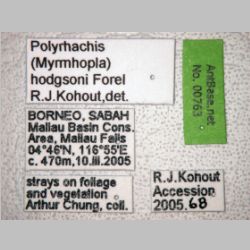 Polyrhachis
(Myrmhopla)
hodgsoni Forel
R.J.Kohout,det.
AntBase.net
No. 00763
BORNEO, SABAH
Maliau Basin Cons.
Area, Maliau Falls
04°46'N, 116°55'E
c. 470m,10.iii.2005
strays on foliage
and vegetation
Arthur Chung, coll.
R.J.Kohout
Accession
2005.68